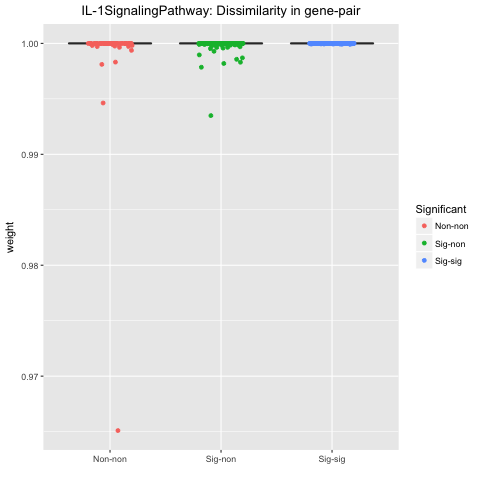 IL-1SignalingPathway: Dissimilarity in gene-pair
1.00
0.99
0.98
0.97
weight
Non-non
Sig-non
Sig-sig
Significant
Non-non
Sig-non
Sig-sig